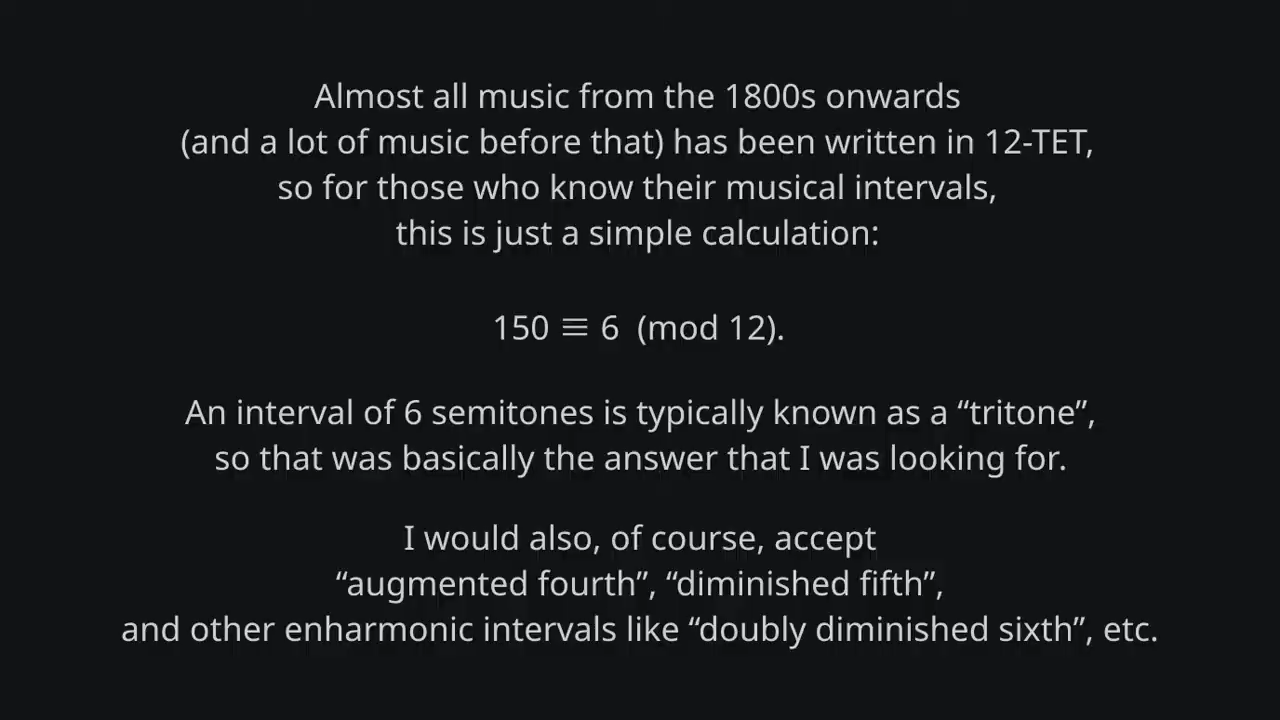 Almost all music from the 1800s onwards
(and a lot of music before that) has been written in 12-TET,
so for those who know their musical intervals,
this is just a simple calculation:
150 ≡ 6 (mod 12).
An interval of 6 semitones is typically known as a “tritone”,
so that was basically the answer that I was looking for.
I would also, of course, accept
“augmented fourth”, “diminished fifth”,
and other enharmonic intervals like “doubly diminished sixth”, etc.